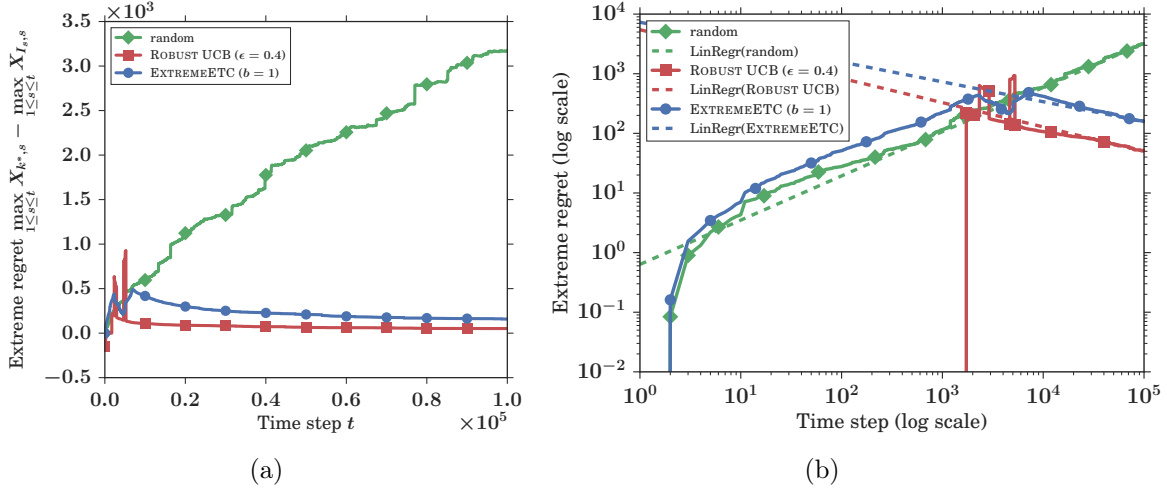 ×10³
3.5
3.0
2.5
2.0
1.5
1.0
0.5
0.0
−0.5
Extreme regret max_{1≤s≤t} X_{k*,s} − max_{1≤s≤t} X_{I_s,s}
random
ROBUST UCB (ϵ = 0.4)
EXTREMEETC (b = 1)
0.0 0.2 0.4 0.6 0.8 1.0
Time step t
×10⁵
(a)
10⁴
10³
10²
10¹
10⁰
10⁻¹
10⁻²
Extreme regret (log scale)
random
LinRegr(random)
ROBUST UCB (ϵ = 0.4)
LinRegr(ROBUST UCB)
EXTREMEETC (b = 1)
LinRegr(EXTREMEETC)
10⁰ 10¹ 10² 10³ 10⁴ 10⁵
Time step (log scale)
(b)